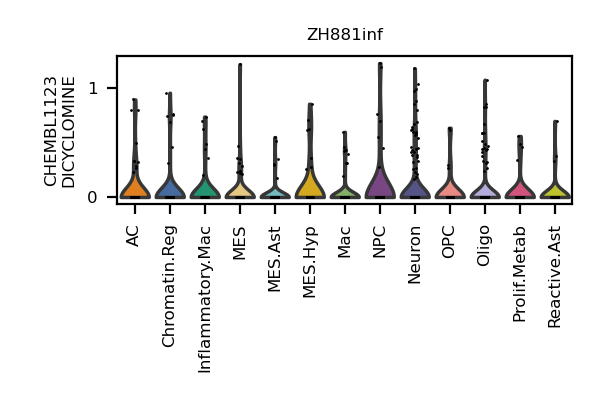 ZH881inf
CHEMBL1123
DICYCLOMINE
1
0
AC
Chromatin.Reg
Inflammatory.Mac
MES
MES.Ast
MES.Hyp
Mac
NPC
Neuron
OPC
Oligo
Prolif.Metab
Reactive.Ast